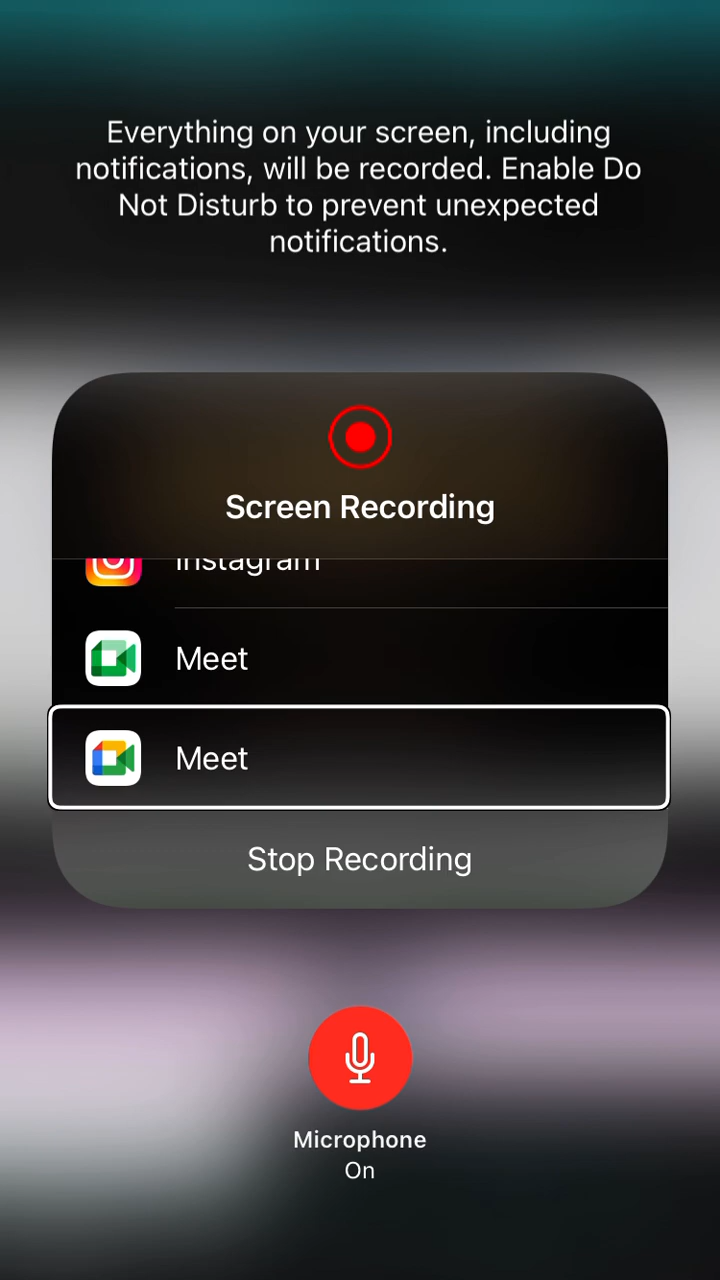 Everything on your screen, including
notifications, will be recorded. Enable Do
Not Disturb to prevent unexpected
notifications.
Screen Recording
Instagram
Meet
Meet
Stop Recording
Microphone
On